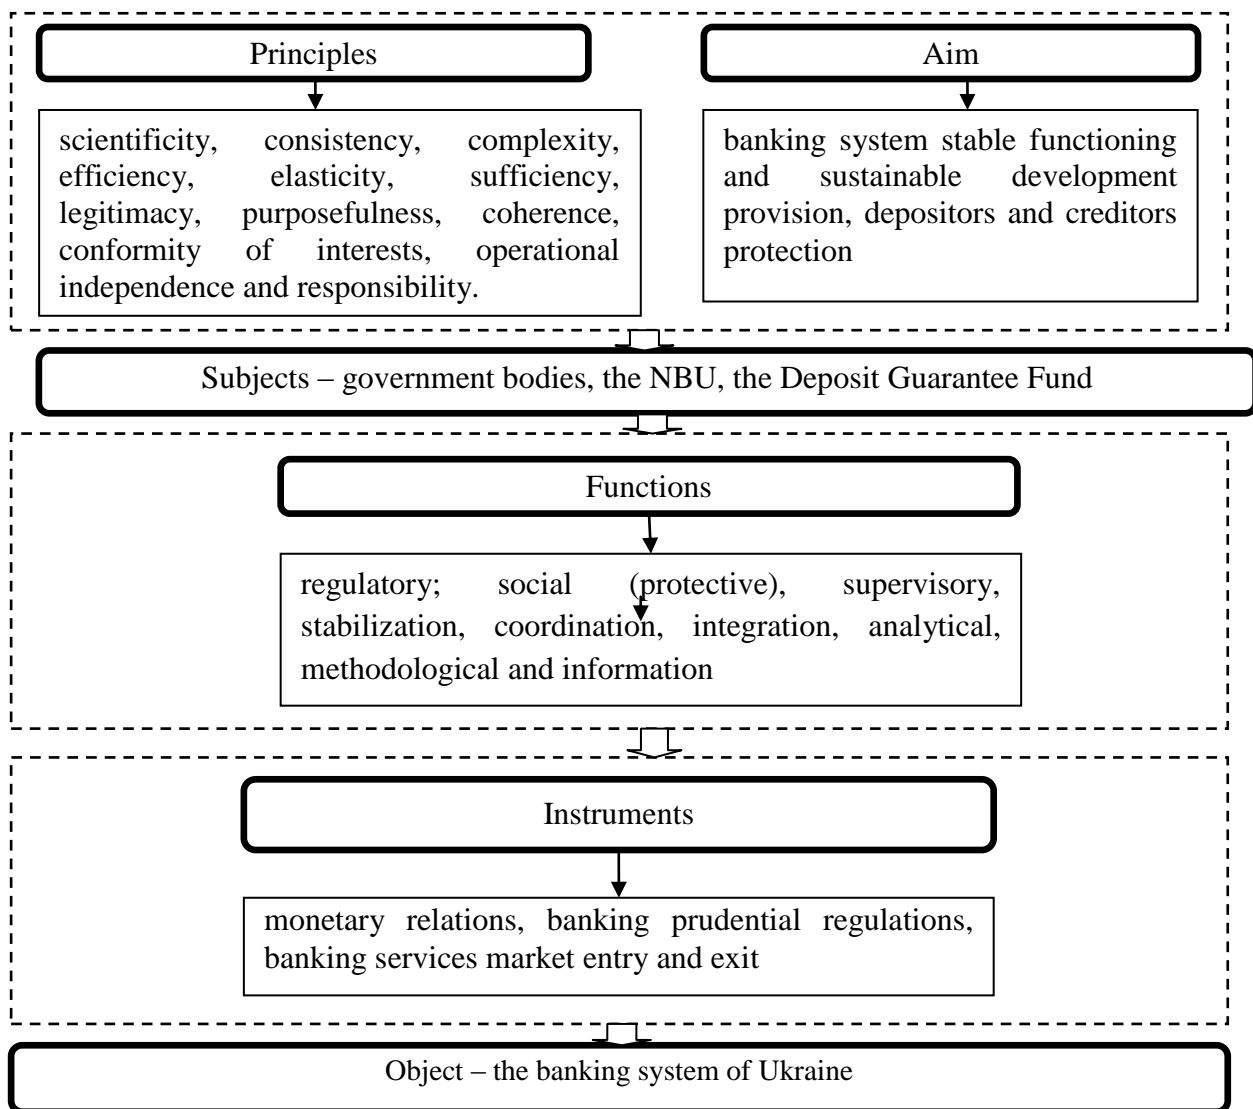 Principles
scientificity, consistency, complexity,
efficiency, elasticity, sufficiency,
legitimacy, purposefulness, coherence,
conformity of interests, operational
independence and responsibility.
Aim
banking system stable functioning
and sustainable development
provision, depositors and creditors
protection
Subjects – government bodies, the NBU, the Deposit Guarantee Fund
Functions
regulatory; social (protective), supervisory,
stabilization, coordination, integration, analytical,
methodological and information
Instruments
monetary relations, banking prudential regulations,
banking services market entry and exit
Object – the banking system of Ukraine